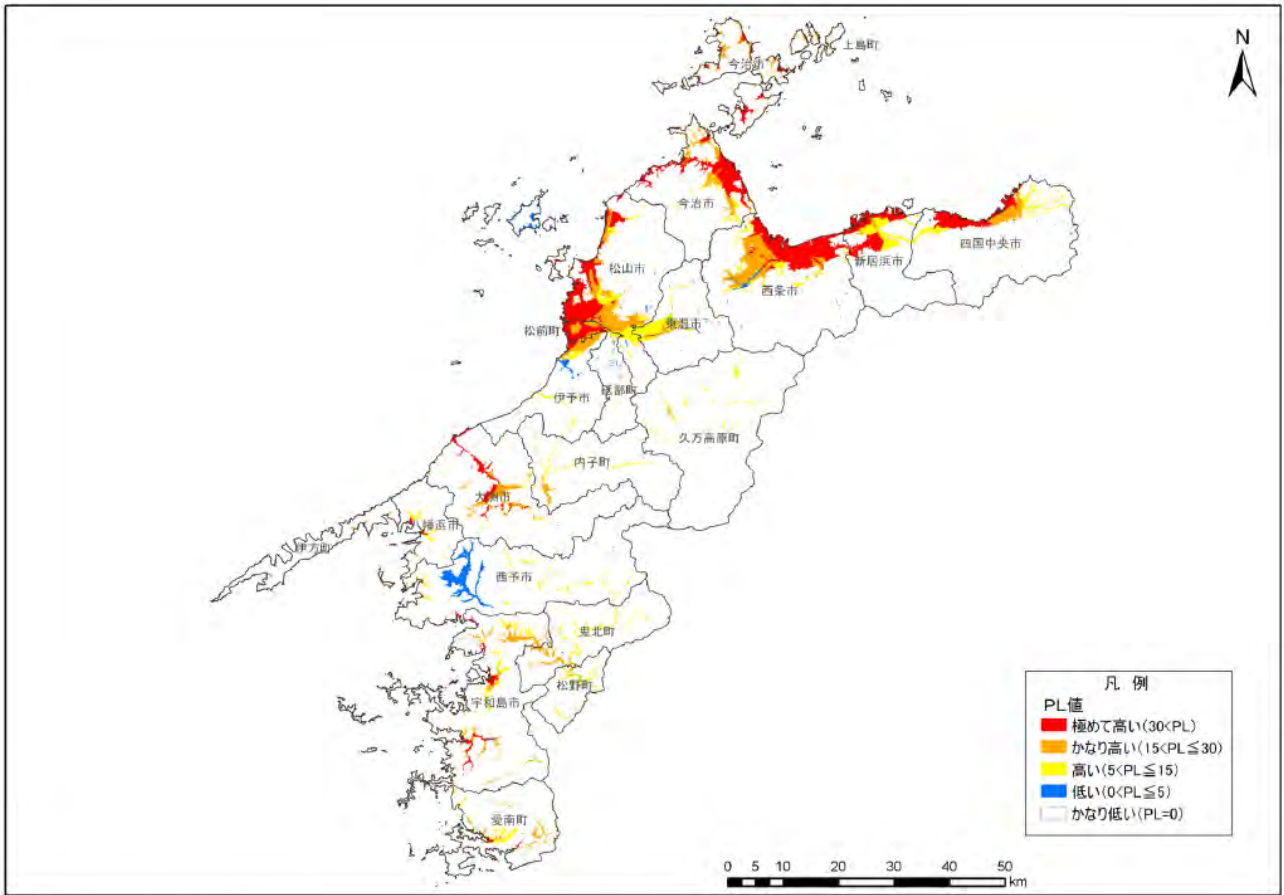 上島町
今治市
N
今治市
四国中央市
新居浜市
松山市
西条市
東温市
松前町
砥部町
伊予市
久万高原町
内子町
大洲市
八幡浜市
伊方町
西予市
鬼北町
松野町
宇和島市
愛南町
凡 例
PL値
極めて高い(30<PL)
かなり高い(15<PL≦30)
高い(5<PL≦15)
低い(0<PL≦5)
かなり低い(PL=0)
0 5 10 20 30 40 50
km